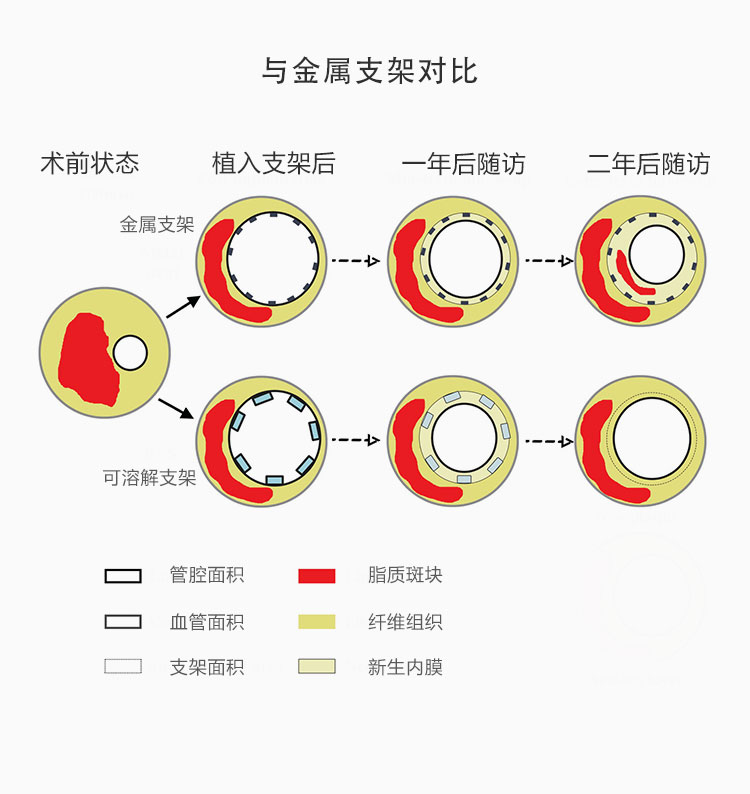 与金属支架对比
术前状态 植入支架后 一年后随访 二年后随访
金属支架
可溶解支架
管腔面积 脂质斑块
血管面积 纤维组织
支架面积 新生内膜